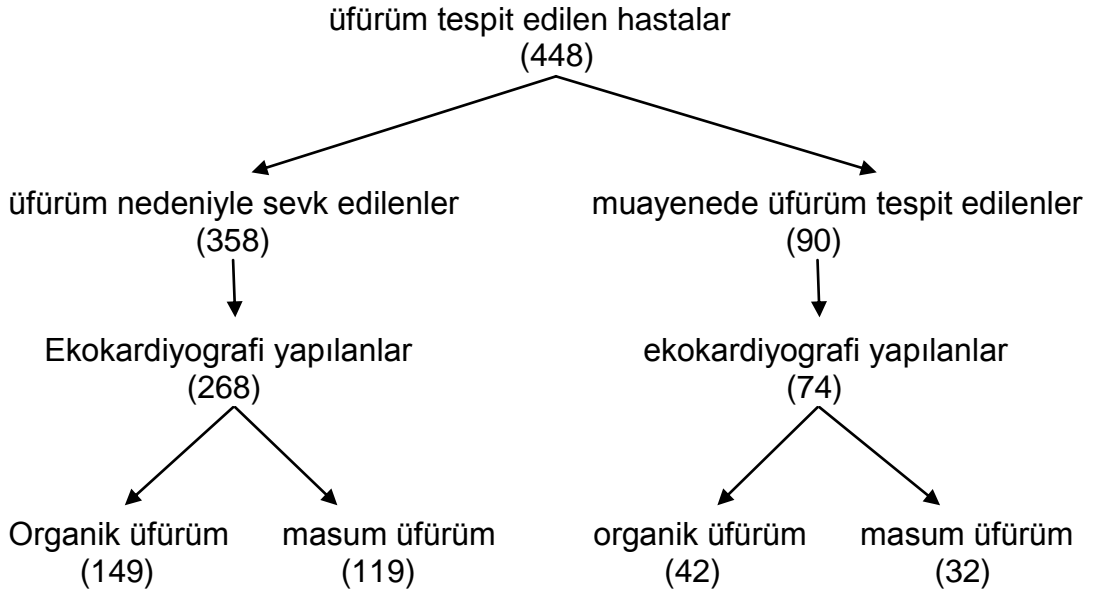 üfürüm tespit edilen hastalar
(448)
üfürüm nedeniyle sevk edilenler
(358)
muayenede üfürüm tespit edilenler
(90)
Ekokardiyografi yapılanlar
(268)
ekokardiyografi yapılanlar
(74)
Organik üfürüm
(149)
masum üfürüm
(119)
organik üfürüm
(42)
masum üfürüm
(32)